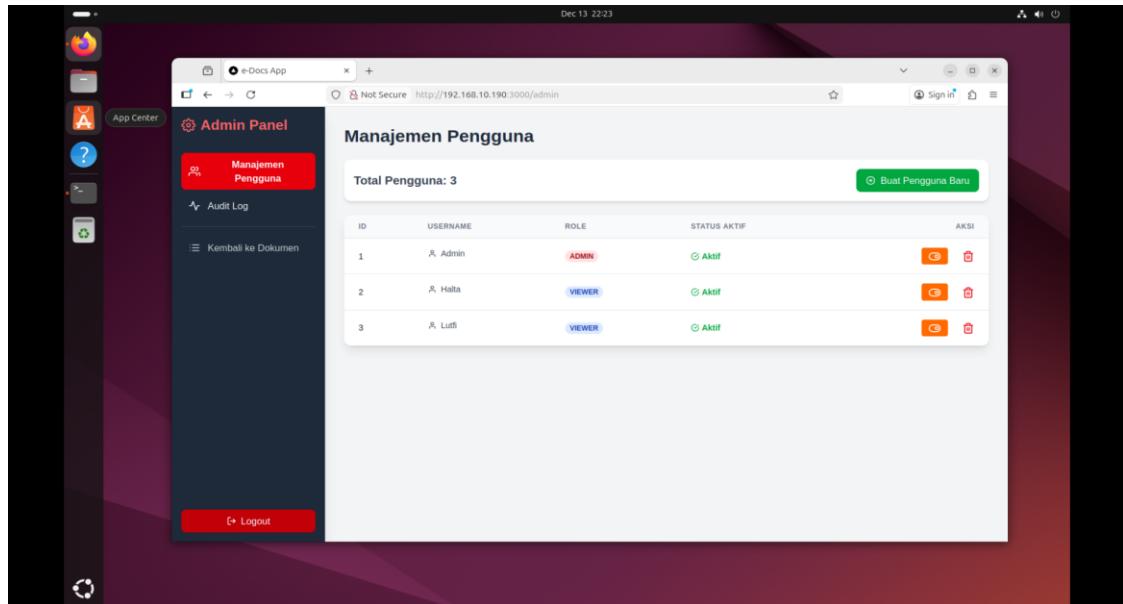 Dec 13 22:23
e-Docs App
Not Secure http://192.168.10.190:3000/admin
Sign in
App Center
Admin Panel
Manajemen
Pengguna
Audit Log
Kembali ke Dokumen
Logout
Manajemen Pengguna
Total Pengguna: 3
Buat Pengguna Baru
ID USERNAME ROLE STATUS AKTIF AKSI
1 Admin ADMIN Aktif
2 Halta VIEWER Aktif
3 Lutfi VIEWER Aktif